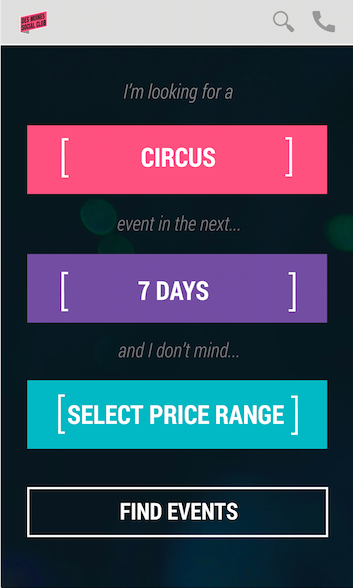 DES MOINES
SOCIAL CLUB
I'm looking for a
[ CIRCUS ]
event in the next...
[ 7 DAYS ]
and I don't mind...
[SELECT PRICE RANGE]
FIND EVENTS